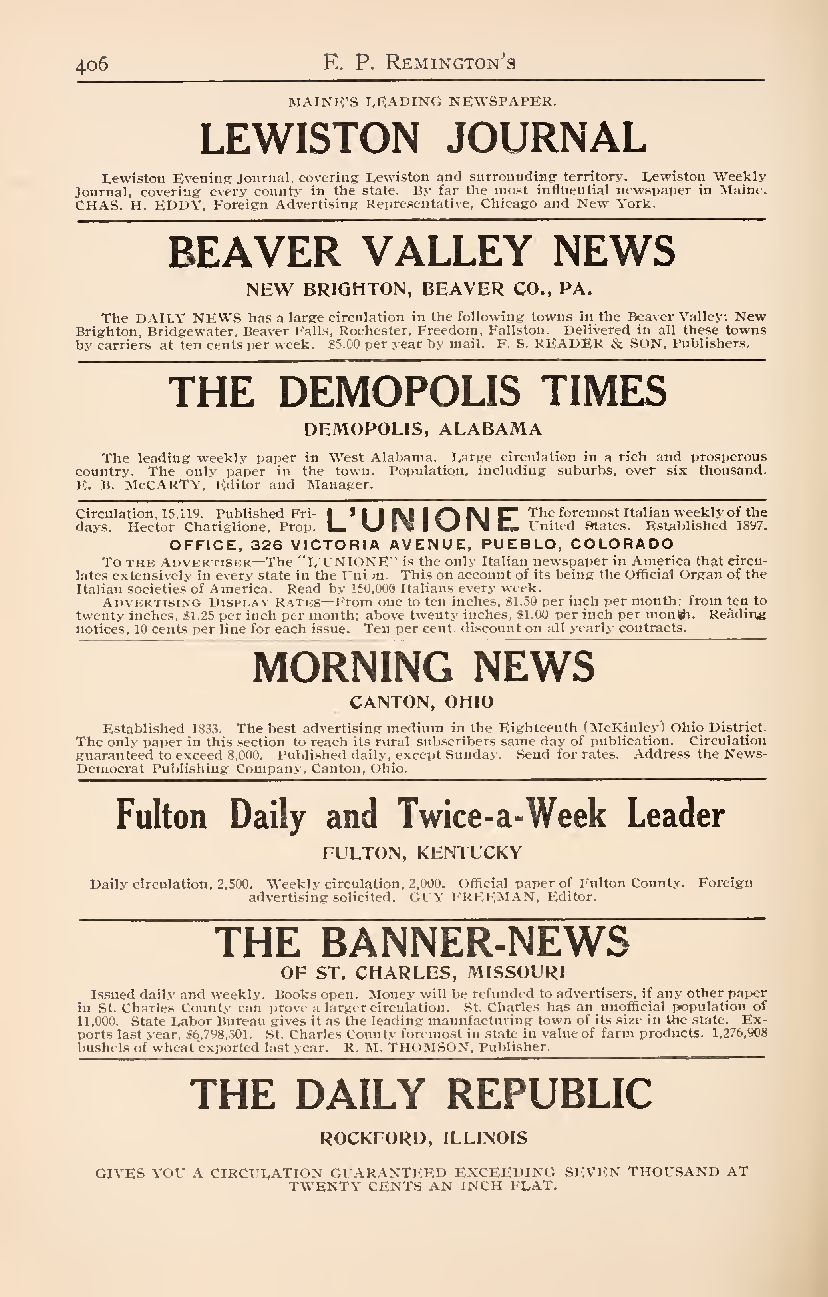 406
E. P. Remington's
MAINE'S LEADING NEWSPAPER.
LEWISTON JOURNAL
Lewiston Evening Journal, covering Lewiston and surrounding territory. Lewiston Weekly
Journal, covering every county in the state. By far the most influential newspaper in Maine.
CHAS. H. EDDY, Foreign Advertising Representative, Chicago and New York.
BEAVER VALLEY NEWS
NEW BRIGHTON, BEAVER CO., PA.
The DAILY NEWS has a large circulation in the following towns in the Beaver Valley: New
Brighton, Bridgewater, Beaver Falls, Rochester, Freedom, Fallston. Delivered in all these towns
by carriers at ten cents per week. $5.00 per year by mail. F. S. READER & SON, Publishers.
THE DEMOPOLIS TIMES
DEMOPOLIS, ALABAMA
The leading weekly paper in West Alabama. Large circulation in a rich and prosperous
country. The only paper in the town. Population, including suburbs, over six thousand.
E. B. McCARTY, Editor and Manager.
Circulation, 15,119. Published Fri-
days. Hector Chariglione, Prop.
L'UNIONE
The foremost Italian weekly of the
United States. Established 1897.
OFFICE, 326 VICTORIA AVENUE, PUEBLO, COLORADO
To the Advertiser—The "L'UNIONE" is the only Italian newspaper in America that circu-
lates extensively in every state in the Union. This on account of its being the Official Organ of the
Italian societies of America. Read by 150,000 Italians every week.
Advertising Display Rates—From one to ten inches, $1.50 per inch per month; from ten to
twenty inches, $1.25 per inch per month; above twenty inches, $1.00 per inch per month. Reading
notices, 10 cents per line for each issue. Ten per cent. discount on all yearly contracts.
MORNING NEWS
CANTON, OHIO
Established 1833. The best advertising medium in the Eighteenth (McKinley) Ohio District.
The only paper in this section to reach its rural subscribers same day of publication. Circulation
guaranteed to exceed 8,000. Published daily, except Sunday. Send for rates. Address the News-
Democrat Publishing Company, Canton, Ohio.
Fulton Daily and Twice-a-Week Leader
FULTON, KENTUCKY
Daily circulation, 2,500. Weekly circulation, 2,000. Official paper of Fulton County. Foreign
advertising solicited. GUY FREEMAN, Editor.
THE BANNER-NEWS
OF ST. CHARLES, MISSOURI
Issued daily and weekly. Books open. Money will be refunded to advertisers, if any other paper
in St. Charles County can prove a larger circulation. St. Charles has an unofficial population of
11,000. State Labor Bureau gives it as the leading manufacturing town of its size in the state. Ex-
ports last year, $6,798,501. St. Charles County foremost in state in value of farm products. 1,276,908
bushels of wheat exported last year. R. M. THOMSON, Publisher.
THE DAILY REPUBLIC
ROCKFORD, ILLINOIS
GIVES YOU A CIRCULATION GUARANTEED EXCEEDING SEVEN THOUSAND AT
TWENTY CENTS AN INCH FLAT.